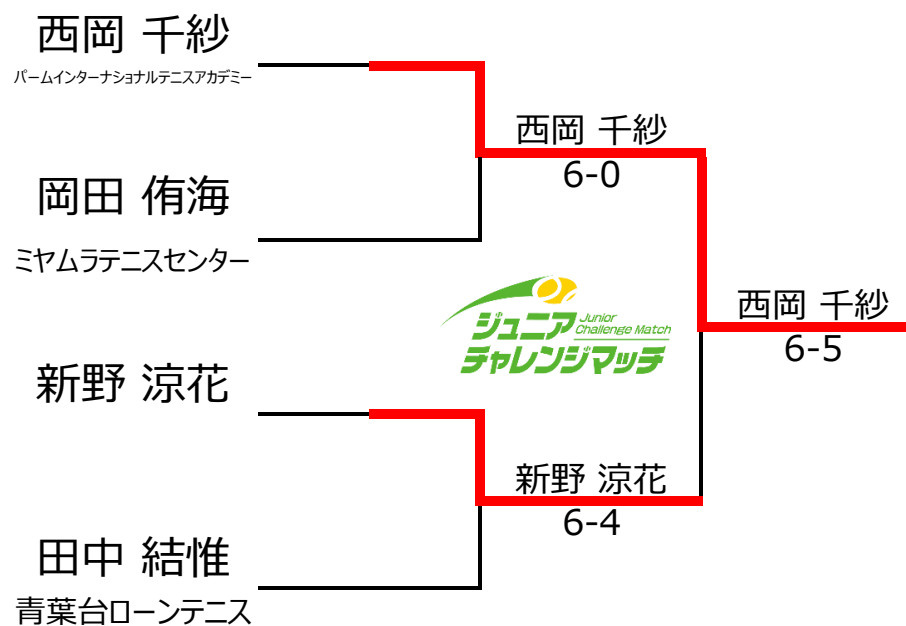 西岡 千紗
パームインターナショナルテニスアカデミー
西岡 千紗
6-0
岡田 侑海
ミヤムラテニスセンター
ジュニア
Junior
Challenge Match
チャレンジマッチ
西岡 千紗
6-5
新野 涼花
新野 涼花
6-4
田中 結惟
青葉台ローンテニス